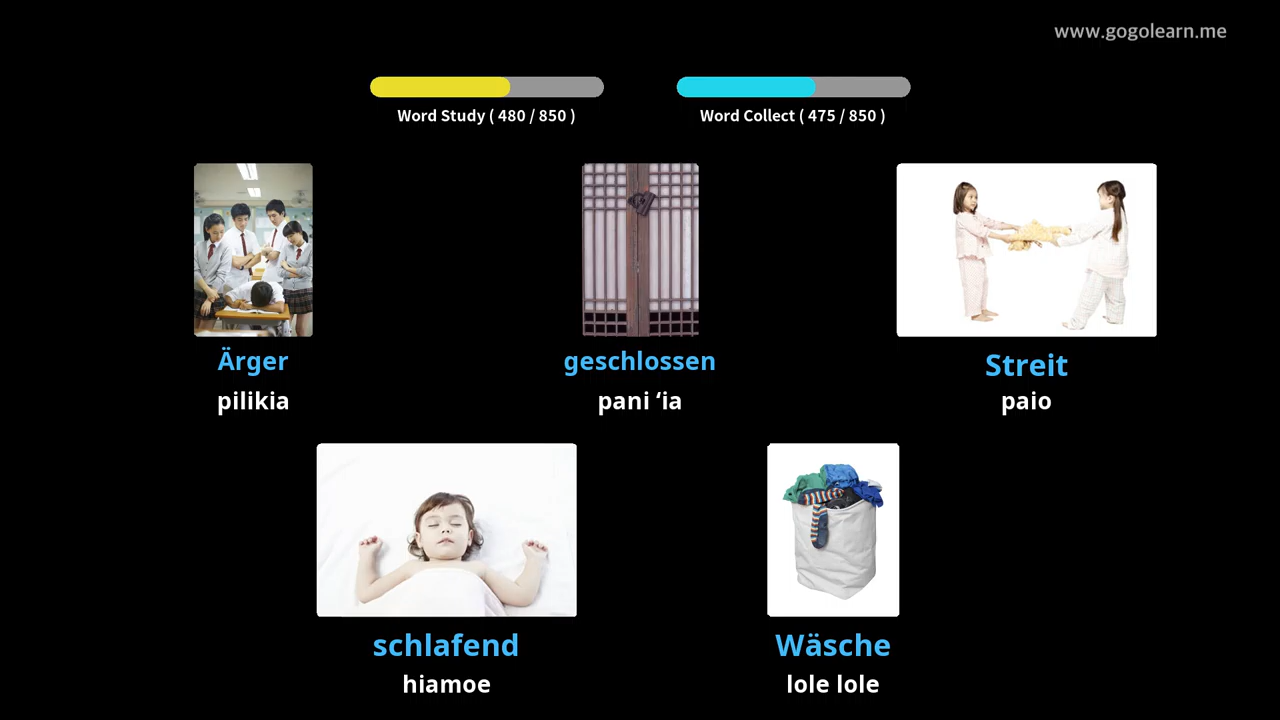 www.gogolearn.me
Word Study ( 480 / 850 )
Word Collect ( 475 / 850 )
Ärger
pilikia
geschlossen
pani ‘ia
Streit
paio
schlafend
hiamoe
Wäsche
lole lole